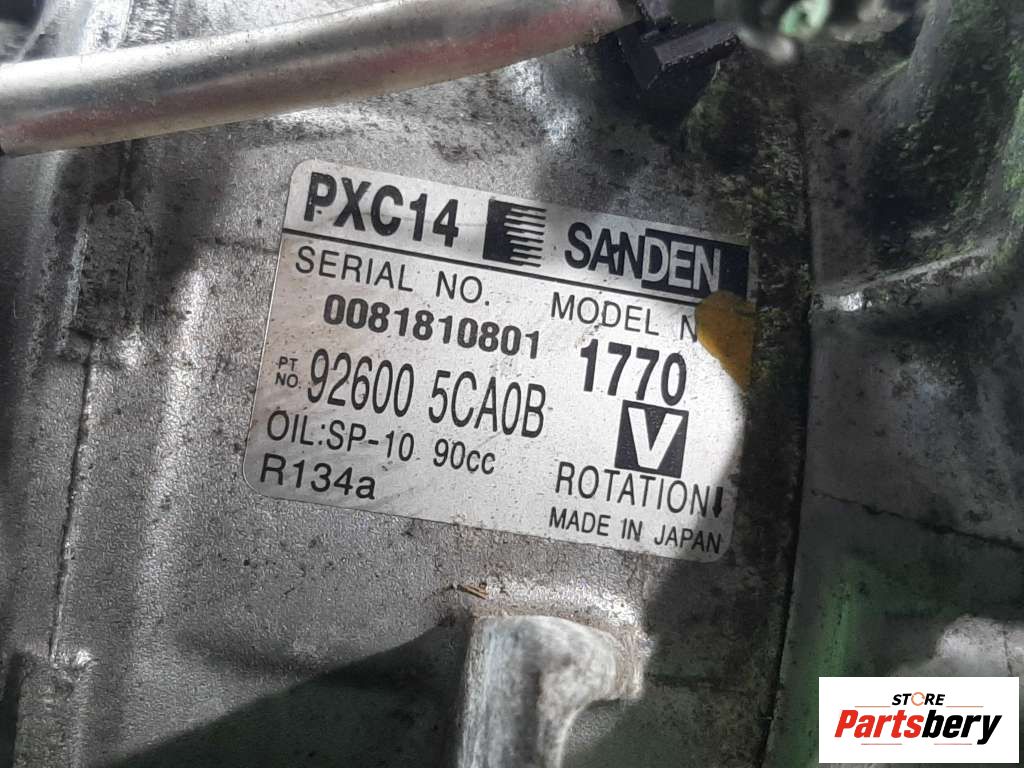 PXC14 SANDEN
SERIAL NO. MODEL N
0081810801 1770
PT NO. 92600 5CA0B V
OIL:SP-10 90cc ROTATION
R134a MADE IN JAPAN
STORE
Partsbery